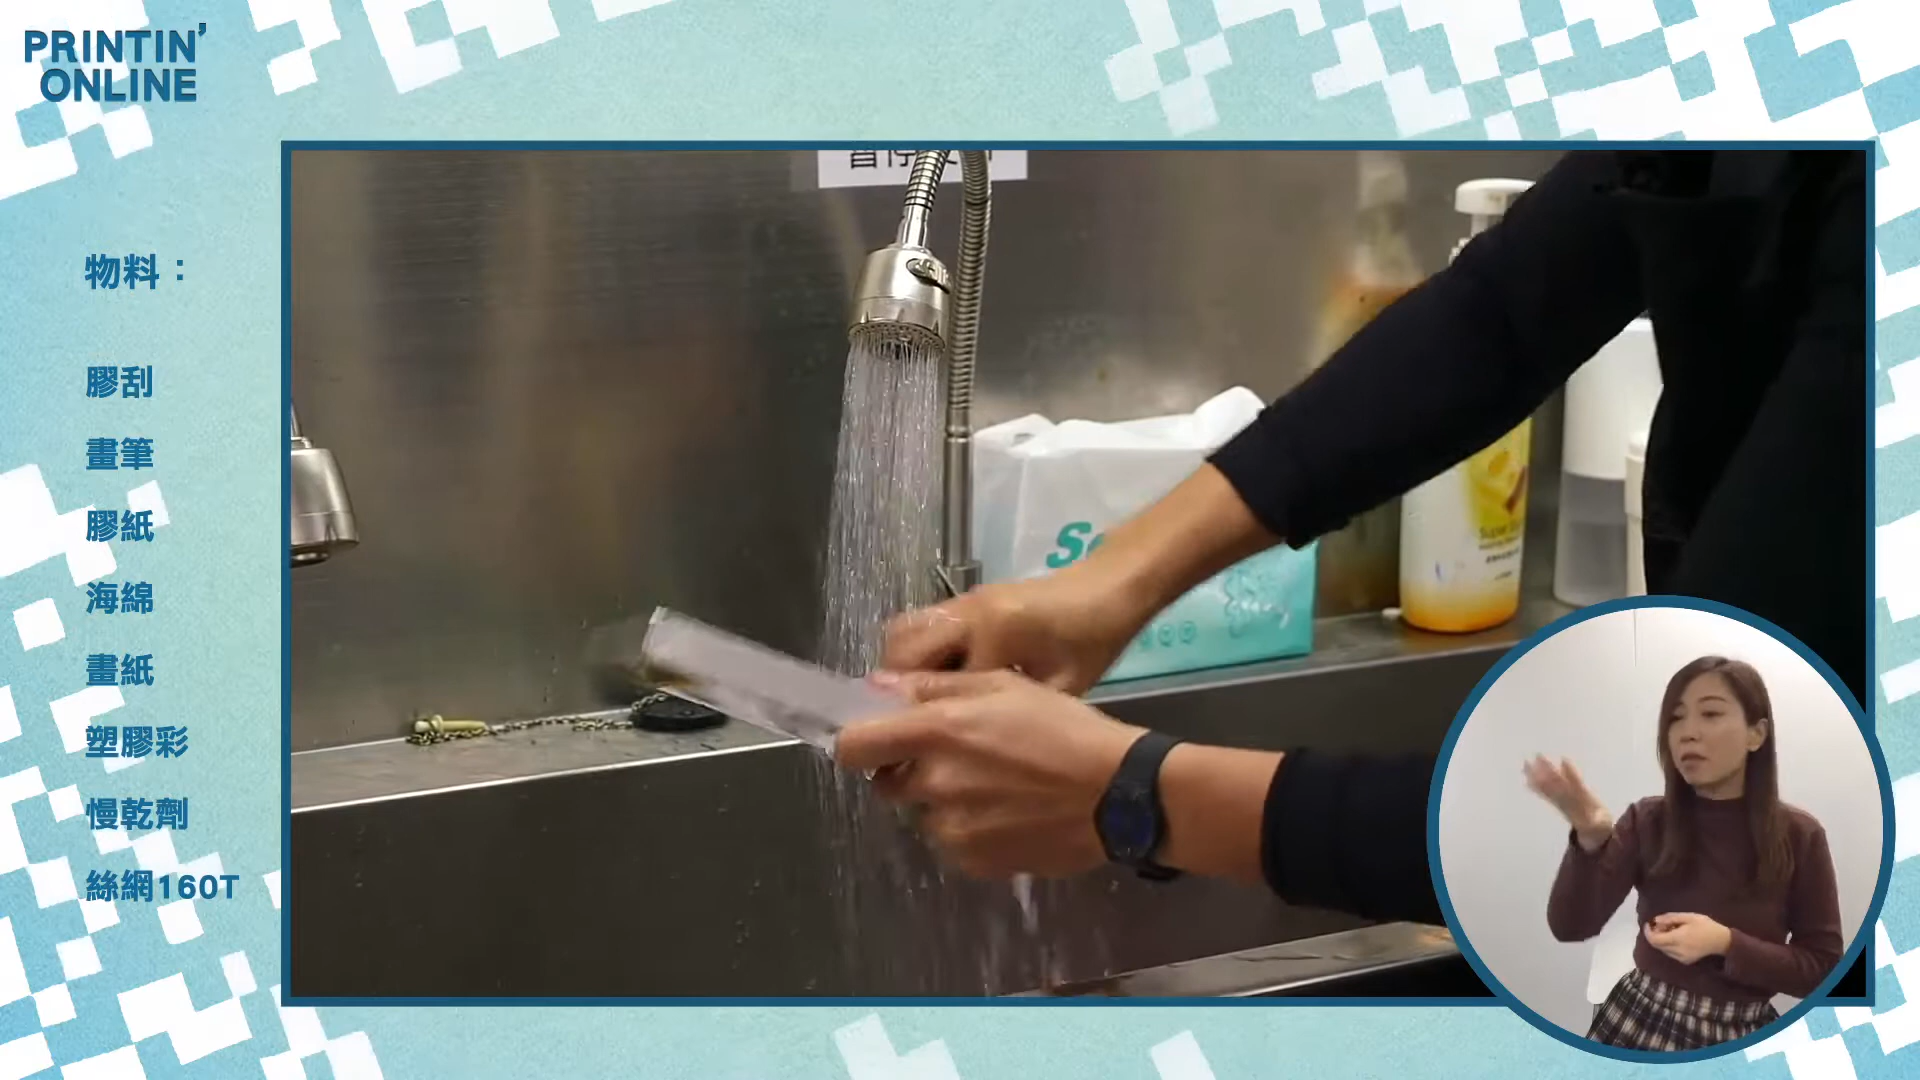 PRINTIN'
ONLINE
物料：
膠刮
畫筆
膠紙
海綿
畫紙
塑膠彩
慢乾劑
絲網160T